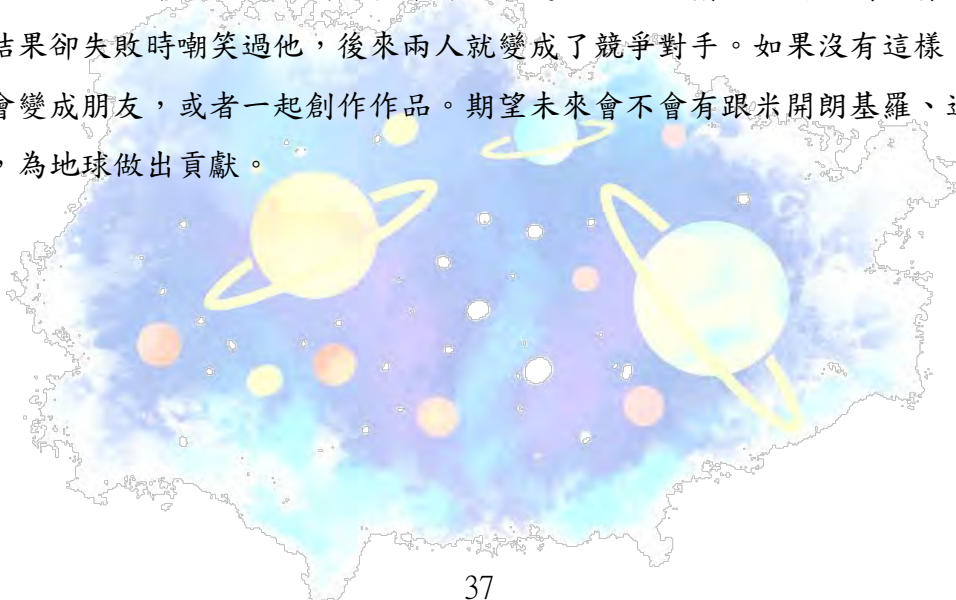 結果卻失敗時嘲笑過他，後來兩人就變成了競爭對手。如果沒有這樣
會變成朋友，或者一起創作作品。期望未來會不會有跟米開朗基羅、
，為地球做出貢獻。
37